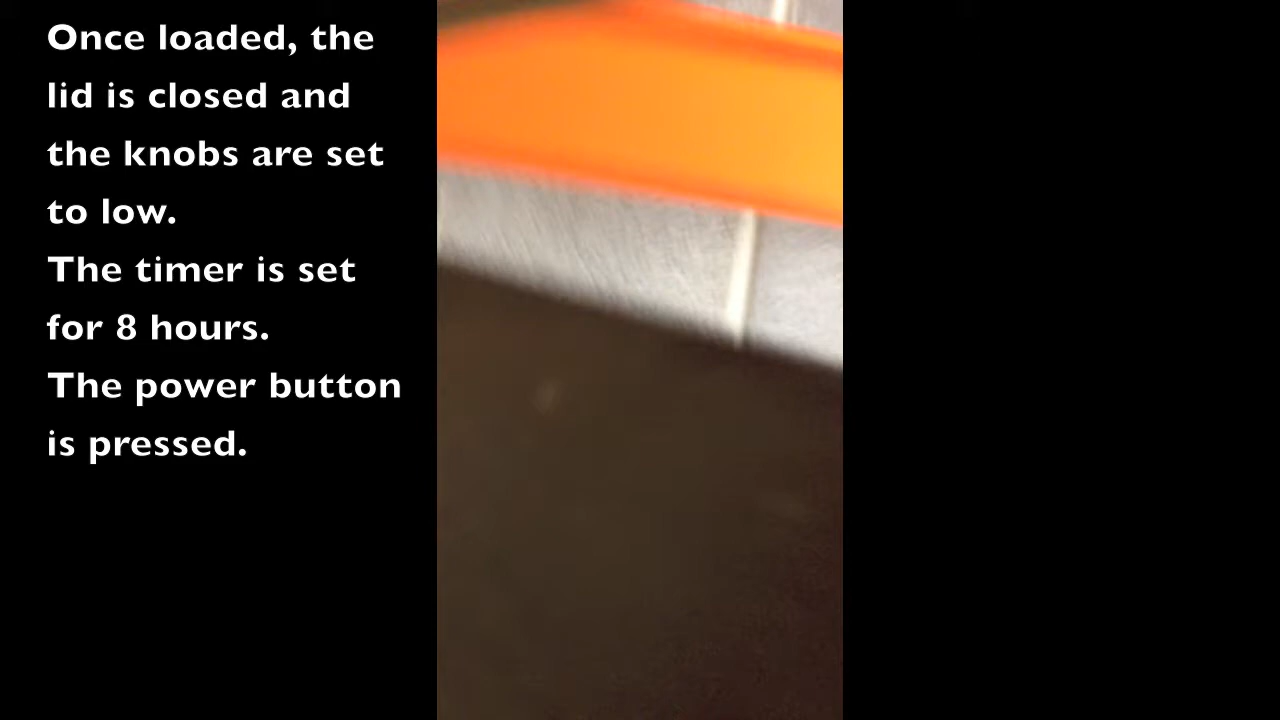 Once loaded, the
lid is closed and
the knobs are set
to low.
The timer is set
for 8 hours.
The power button
is pressed.